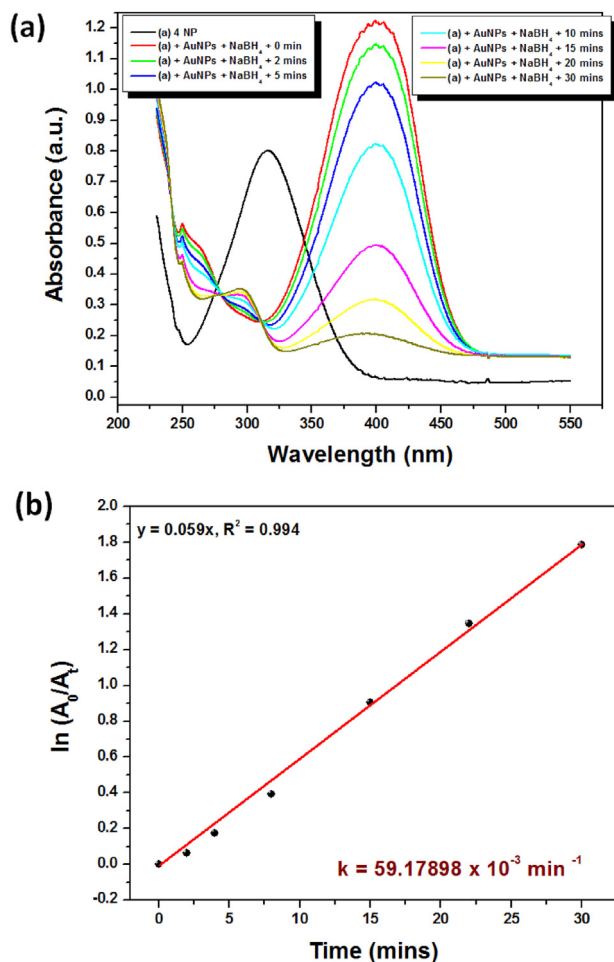 (a)
(a) 4 NP
(a) + AuNPs + NaBH₄ + 0 min
(a) + AuNPs + NaBH₄ + 2 mins
(a) + AuNPs + NaBH₄ + 5 mins
(a) + AuNPs + NaBH₄ + 10 mins
(a) + AuNPs + NaBH₄ + 15 mins
(a) + AuNPs + NaBH₄ + 20 mins
(a) + AuNPs + NaBH₄ + 30 mins
Absorbance (a.u.)
1.2
1.1
1.0
0.9
0.8
0.7
0.6
0.5
0.4
0.3
0.2
0.1
0.0
200 250 300 350 400 450 500 550
Wavelength (nm)
(b)
y = 0.059x, R² = 0.994
ln (A₀/Aₜ)
2.0
1.8
1.6
1.4
1.2
1.0
0.8
0.6
0.4
0.2
0.0
-0.2
k = 59.17898 x 10⁻³ min ⁻¹
0 5 10 15 20 25 30
Time (mins)